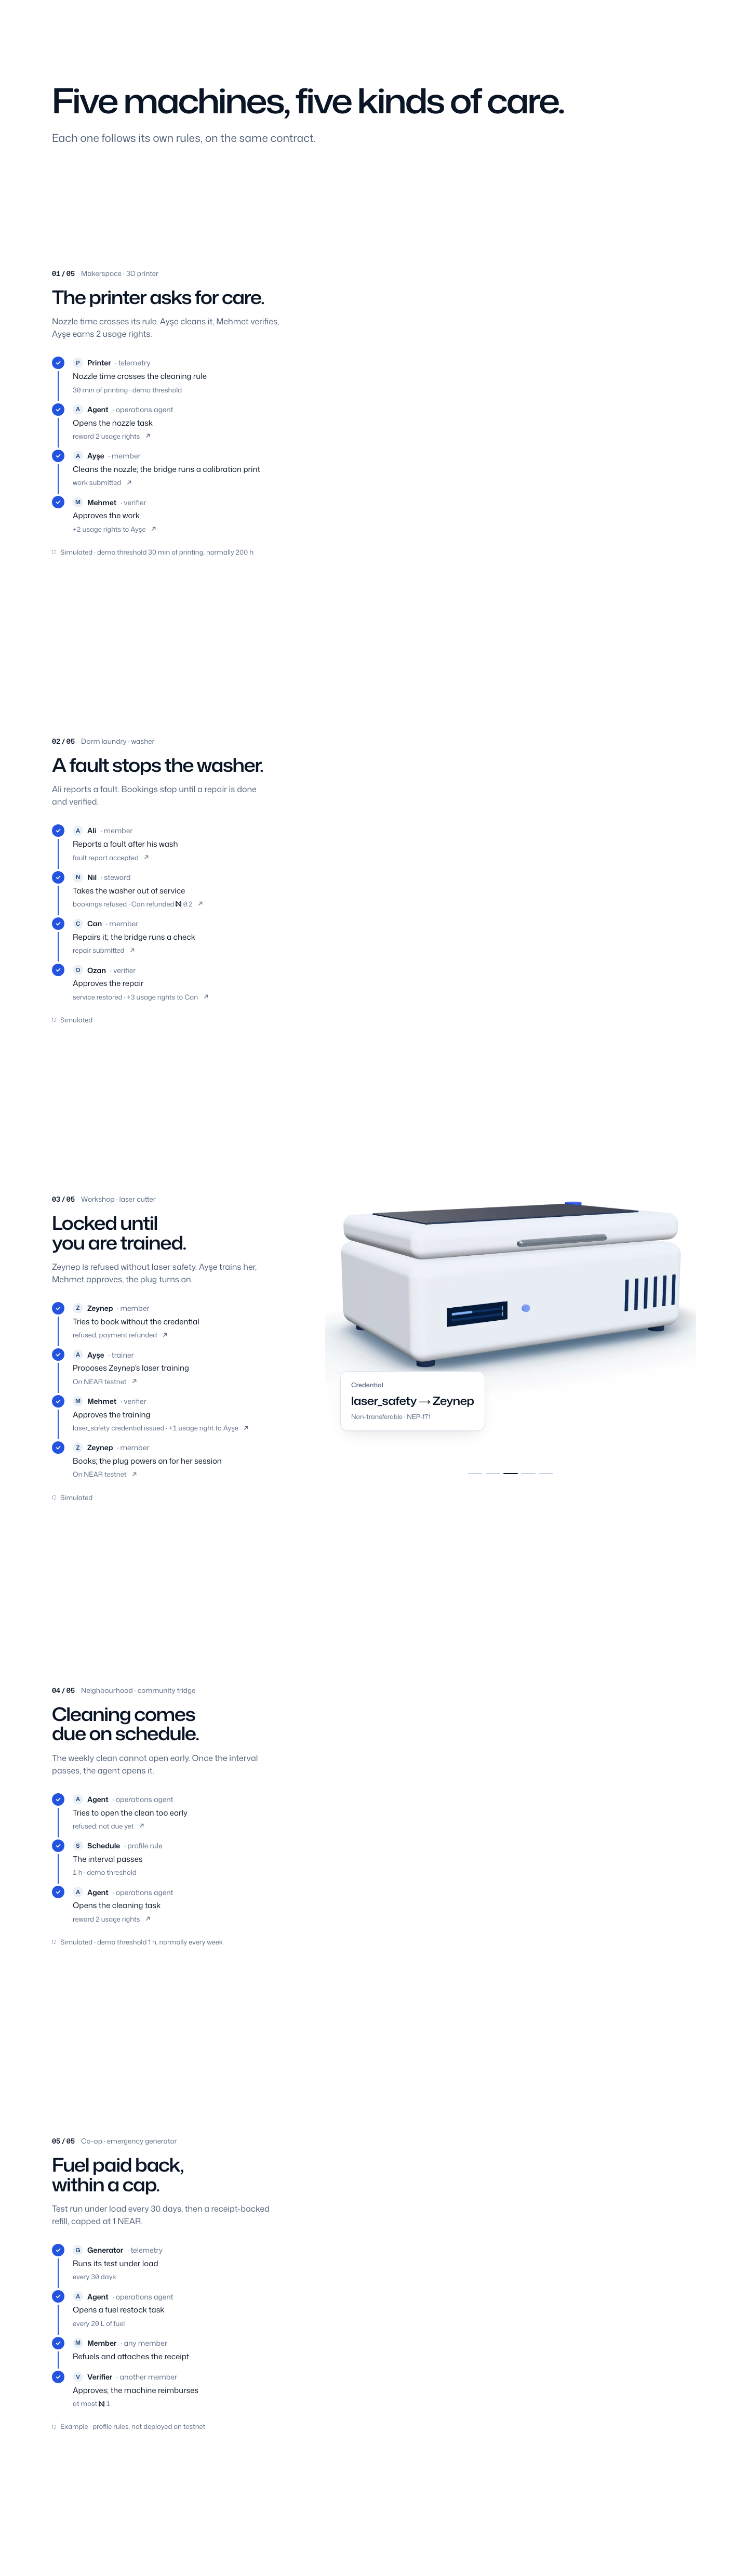 Five machines, five kinds of care.
Each one follows its own rules, on the same contract.
01 / 05 Makerspace · 3D printer
The printer asks for care.
Nozzle time crosses its rule. Ayşe cleans it, Mehmet verifies,
Ayşe earns 2 usage rights.
P Printer · telemetry
Nozzle time crosses the cleaning rule
30 min of printing · demo threshold
A Agent · operations agent
Opens the nozzle task
reward 2 usage rights ↗
A Ayşe · member
Cleans the nozzle; the bridge runs a calibration print
work submitted ↗
M Mehmet · verifier
Approves the work
+2 usage rights to Ayşe ↗
Simulated · demo threshold 30 min of printing, normally 200 h
02 / 05 Dorm laundry · washer
A fault stops the washer.
Ali reports a fault. Bookings stop until a repair is done
and verified.
A Ali · member
Reports a fault after his wash
fault report accepted ↗
N Nil · steward
Takes the washer out of service
bookings refused · Can refunded N 0.2 ↗
C Can · member
Repairs it; the bridge runs a check
repair submitted ↗
O Ozan · verifier
Approves the repair
service restored · +3 usage rights to Can ↗
Simulated
03 / 05 Workshop · laser cutter
Locked until
you are trained.
Zeynep is refused without laser safety. Ayşe trains her,
Mehmet approves, the plug turns on.
Z Zeynep · member
Tries to book without the credential
refused, payment refunded ↗
A Ayşe · trainer
Proposes Zeynep's laser training
On NEAR testnet ↗
M Mehmet · verifier
Approves the training
laser_safety credential issued · +1 usage right to Ayşe ↗
Z Zeynep · member
Books; the plug powers on for her session
On NEAR testnet ↗
Simulated
Credential
laser_safety → Zeynep
Non-transferable · NEP-171
04 / 05 Neighbourhood · community fridge
Cleaning comes
due on schedule.
The weekly clean cannot open early. Once the interval
passes, the agent opens it.
A Agent · operations agent
Tries to open the clean too early
refused: not due yet ↗
S Schedule · profile rule
The interval passes
1 h · demo threshold
A Agent · operations agent
Opens the cleaning task
reward 2 usage rights ↗
Simulated · demo threshold 1 h, normally every week
05 / 05 Co-op · emergency generator
Fuel paid back,
within a cap.
Test run under load every 30 days, then a receipt-backed
refill, capped at 1 NEAR.
G Generator · telemetry
Runs its test under load
every 30 days
A Agent · operations agent
Opens a fuel restock task
every 20 L of fuel
M Member · any member
Refuels and attaches the receipt
V Verifier · another member
Approves; the machine reimburses
at most N 1
Example · profile rules, not deployed on testnet